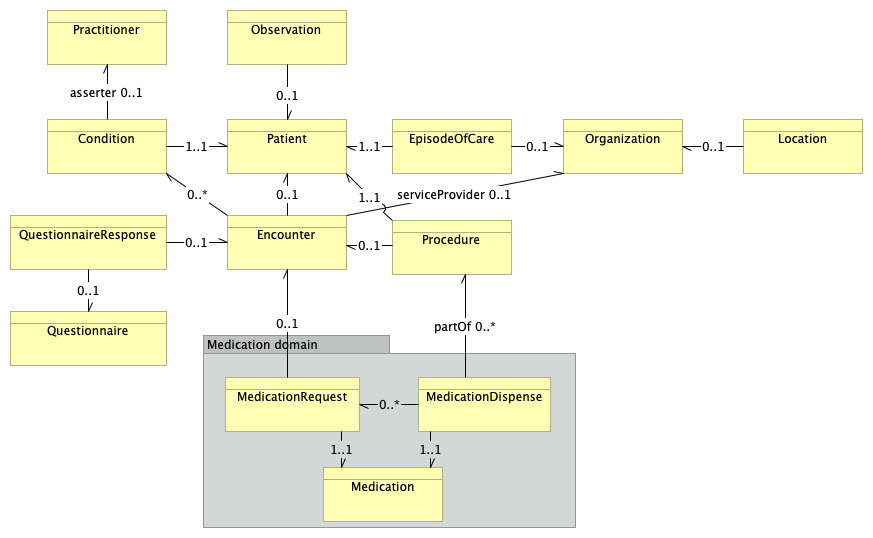 Practitioner
Observation
asserter 0..1
0..1
Condition
1..1
Patient
1..1
EpisodeOfCare
0..1
Organization
0..1
Location
0..*
0..1
1..1
serviceProvider 0..1
QuestionnaireResponse
0..1
Encounter
0..1
Procedure
0..1
Questionnaire
0..1
partOf 0..*
Medication domain
MedicationRequest
0..*
MedicationDispense
1..1
1..1
Medication